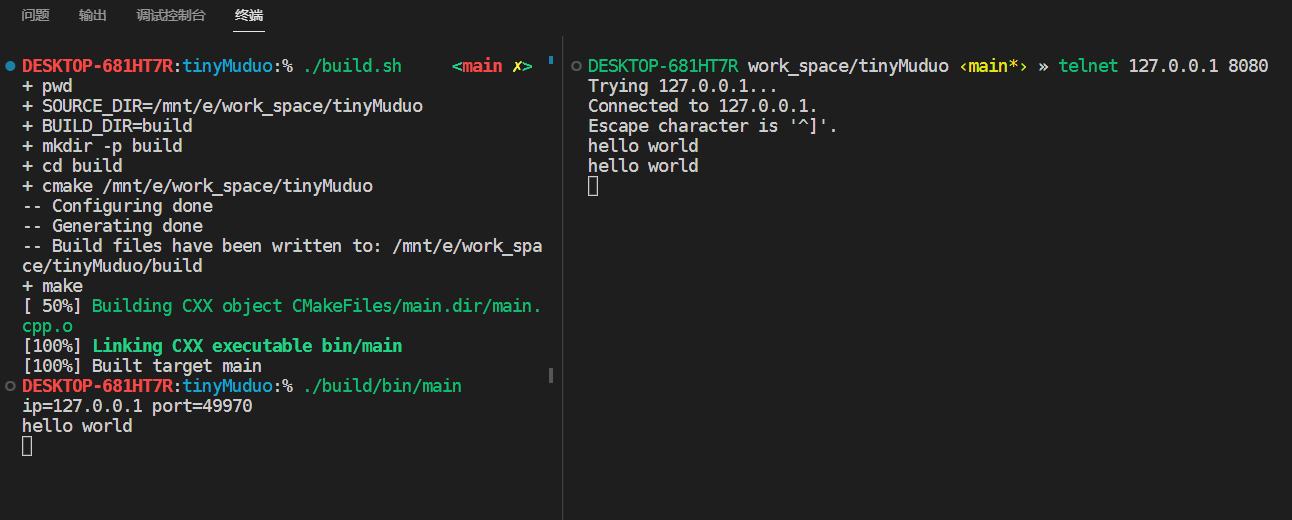 问题 输出 调试控制台 终端
DESKTOP-681HT7R:tinyMuduo:% ./build.sh <main ✗>
+ pwd
+ SOURCE_DIR=/mnt/e/work_space/tinyMuduo
+ BUILD_DIR=build
+ mkdir -p build
+ cd build
+ cmake /mnt/e/work_space/tinyMuduo
-- Configuring done
-- Generating done
-- Build files have been written to: /mnt/e/work_spa
ce/tinyMuduo/build
+ make
[ 50%] Building CXX object CMakeFiles/main.dir/main.
cpp.o
[100%] Linking CXX executable bin/main
[100%] Built target main
DESKTOP-681HT7R:tinyMuduo:% ./build/bin/main
ip=127.0.0.1 port=49970
hello world
DESKTOP-681HT7R work_space/tinyMuduo ‹main*› » telnet 127.0.0.1 8080
Trying 127.0.0.1...
Connected to 127.0.0.1.
Escape character is '^]'.
hello world
hello world